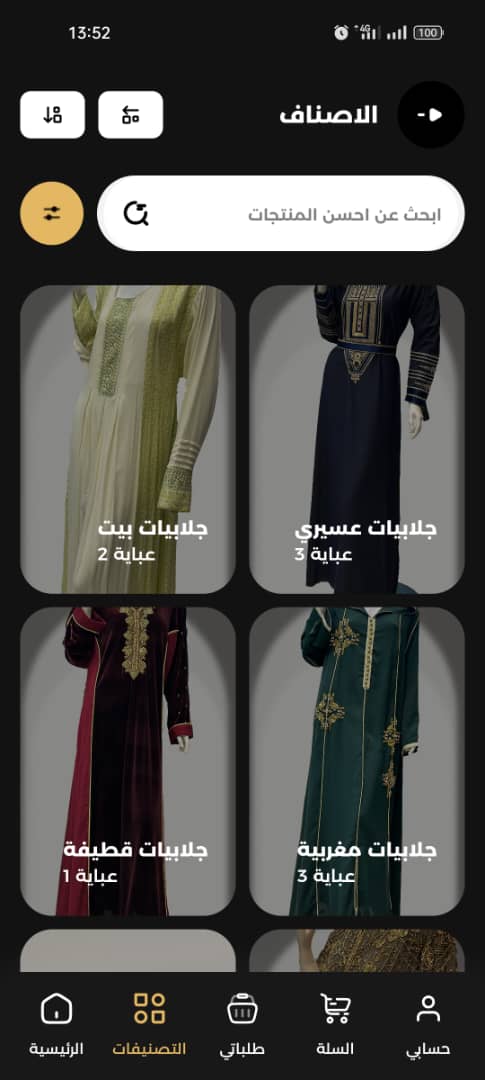 13:52
4G
100
الاصناف
ابحث عن احسن المنتجات
جلابيات عسيري
3 عباية
جلابيات بيت
2 عباية
جلابيات مغربية
3 عباية
جلابيات قطيفة
1 عباية
حسابي
السلة
طلباتي
التصنيفات
الرئيسية